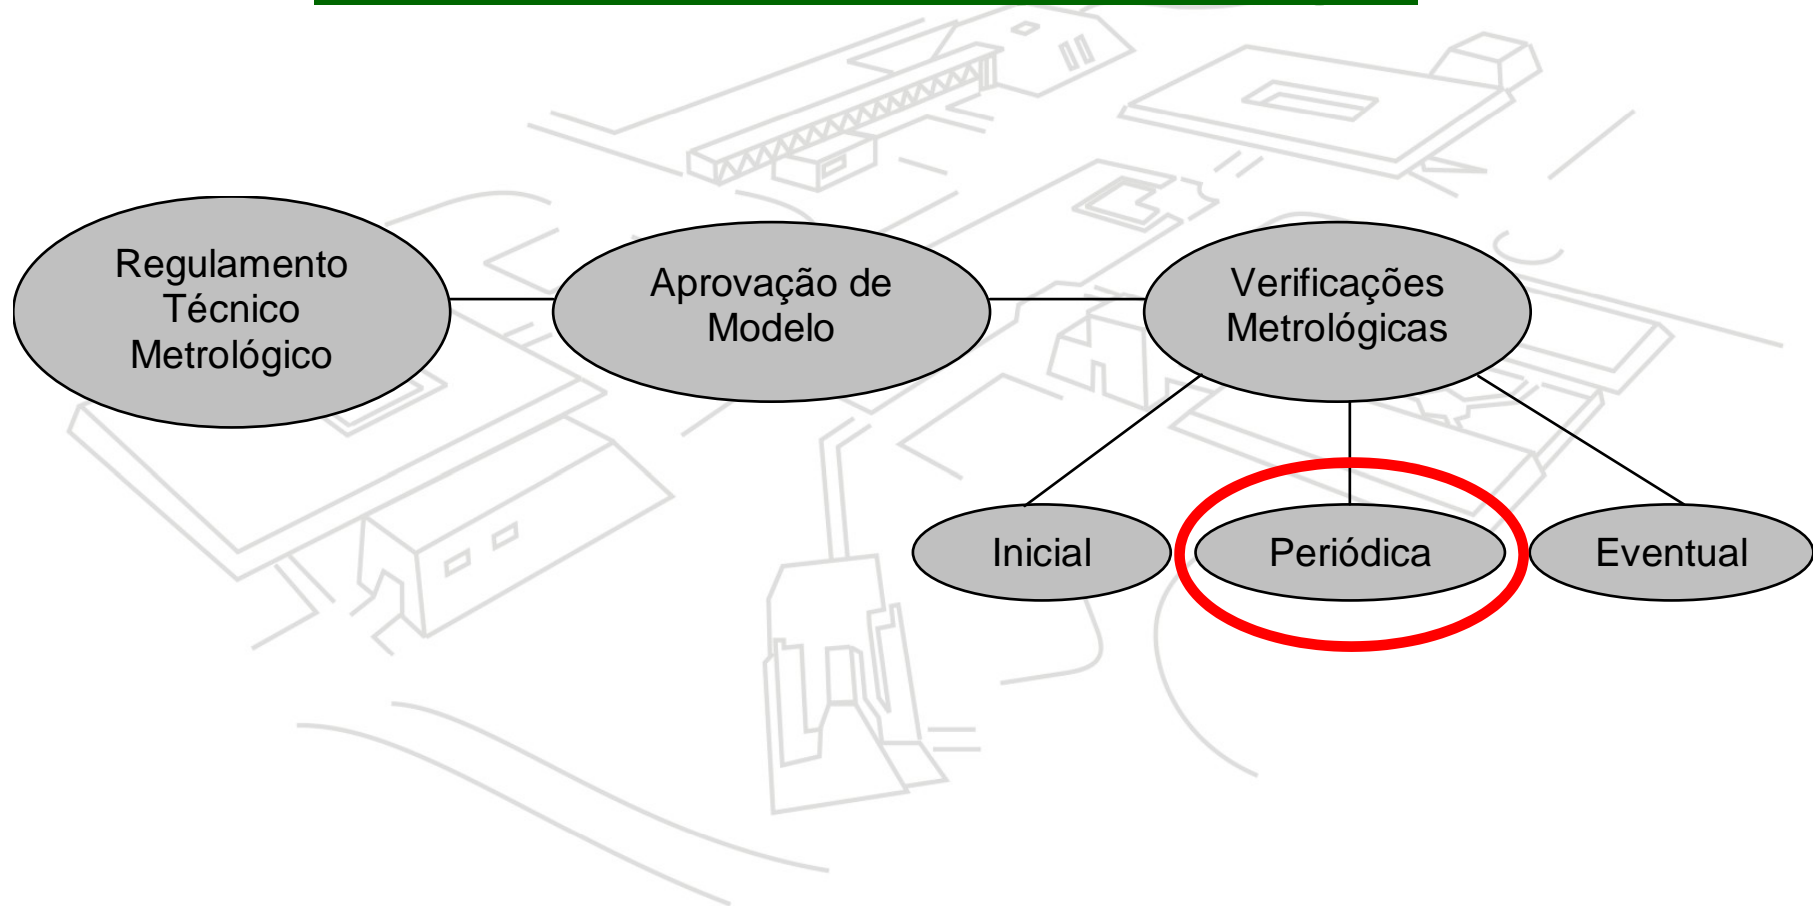 Regulamento
Técnico
Metrológico
Aprovação de
Modelo
Verificações
Metrológicas
Inicial
Periódica
Eventual